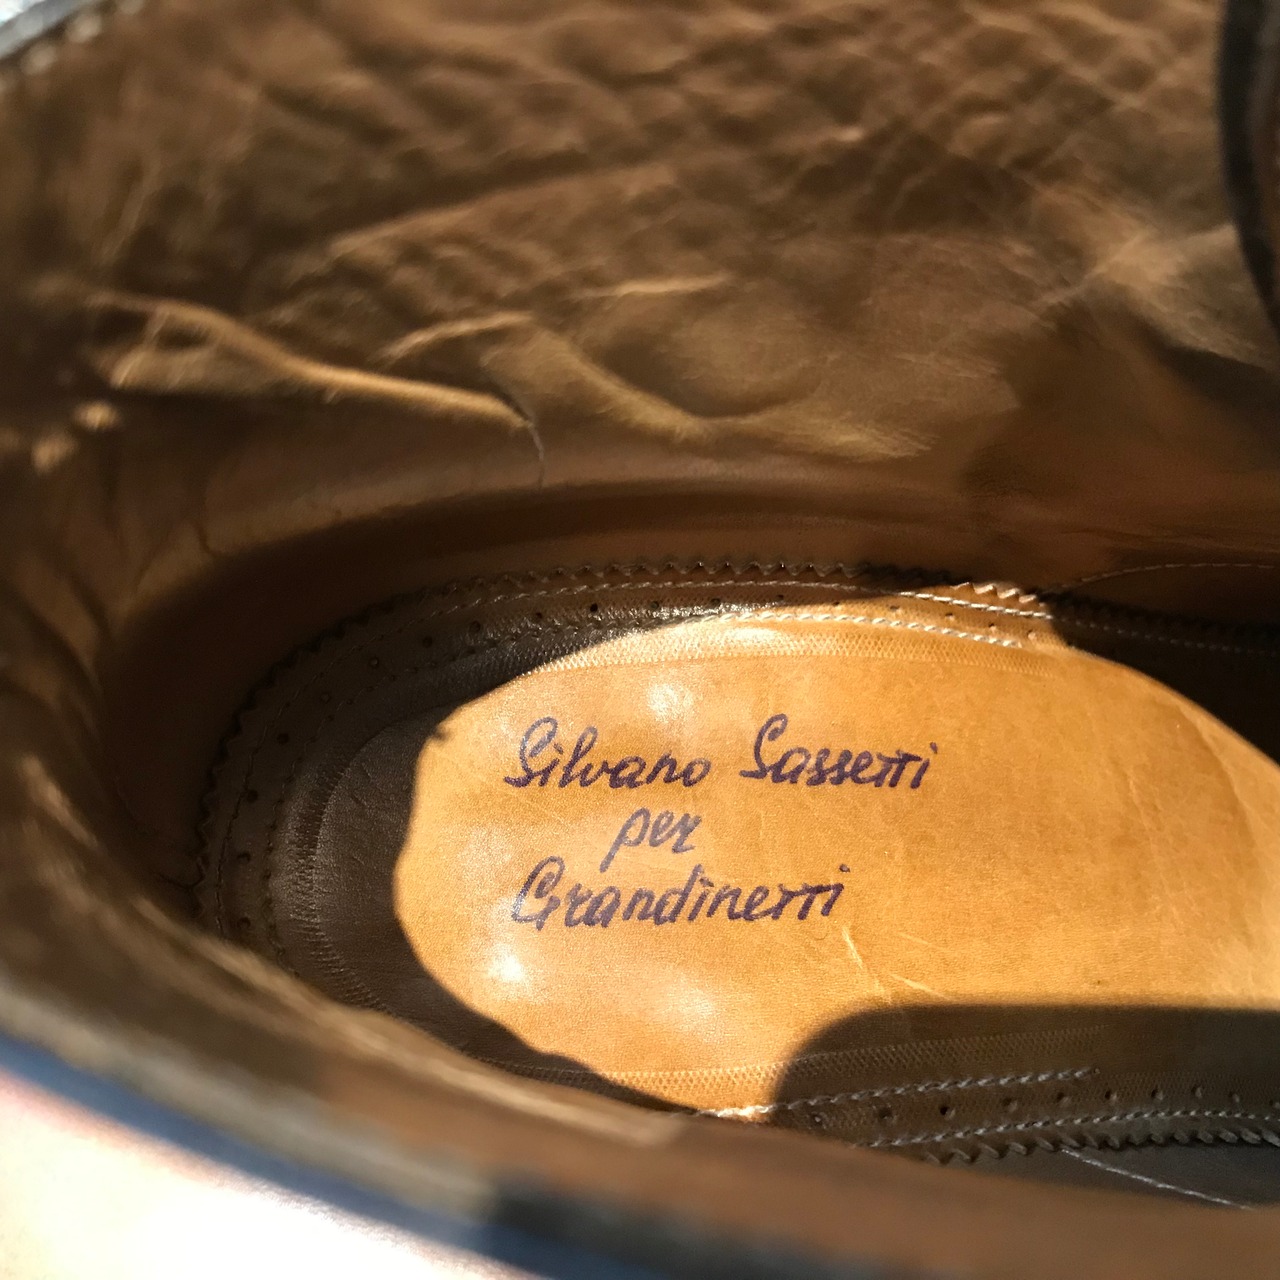 Silvano Sassetti
per
Grandinetti